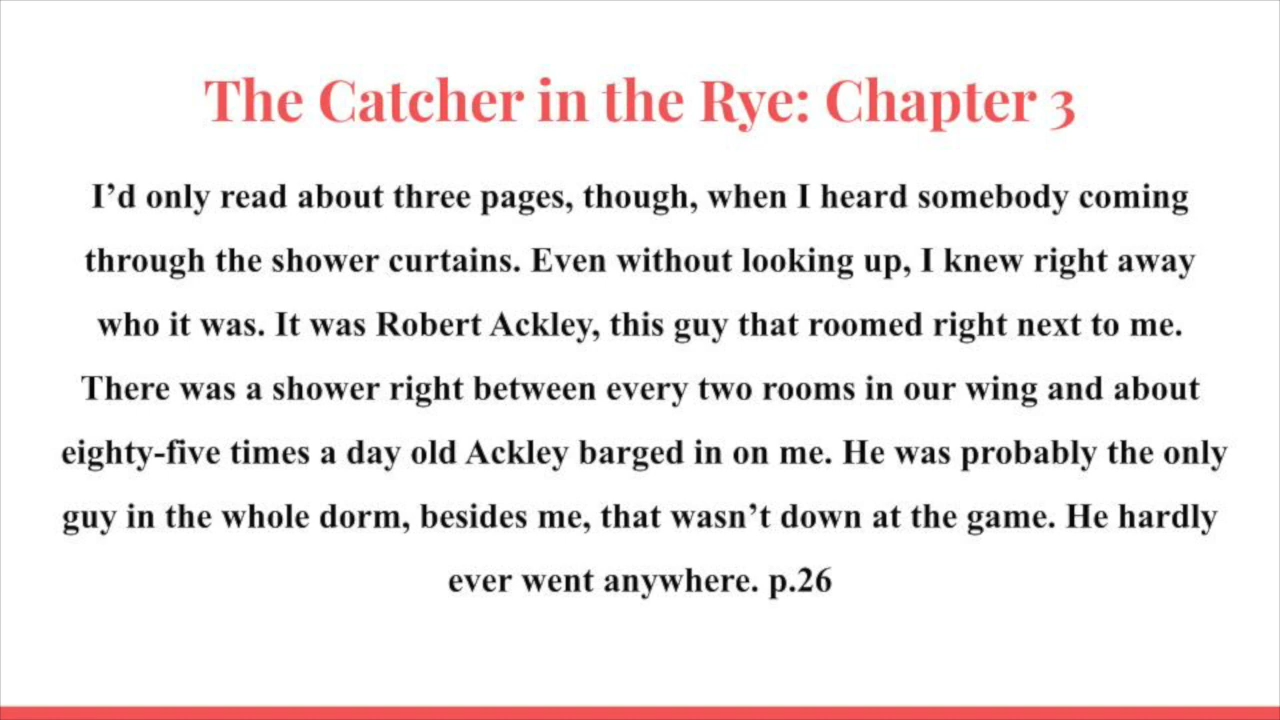 The Catcher in the Rye: Chapter 3
I’d only read about three pages, though, when I heard somebody coming
through the shower curtains. Even without looking up, I knew right away
who it was. It was Robert Ackley, this guy that roomed right next to me.
There was a shower right between every two rooms in our wing and about
eighty-five times a day old Ackley barged in on me. He was probably the only
guy in the whole dorm, besides me, that wasn’t down at the game. He hardly
ever went anywhere. p.26